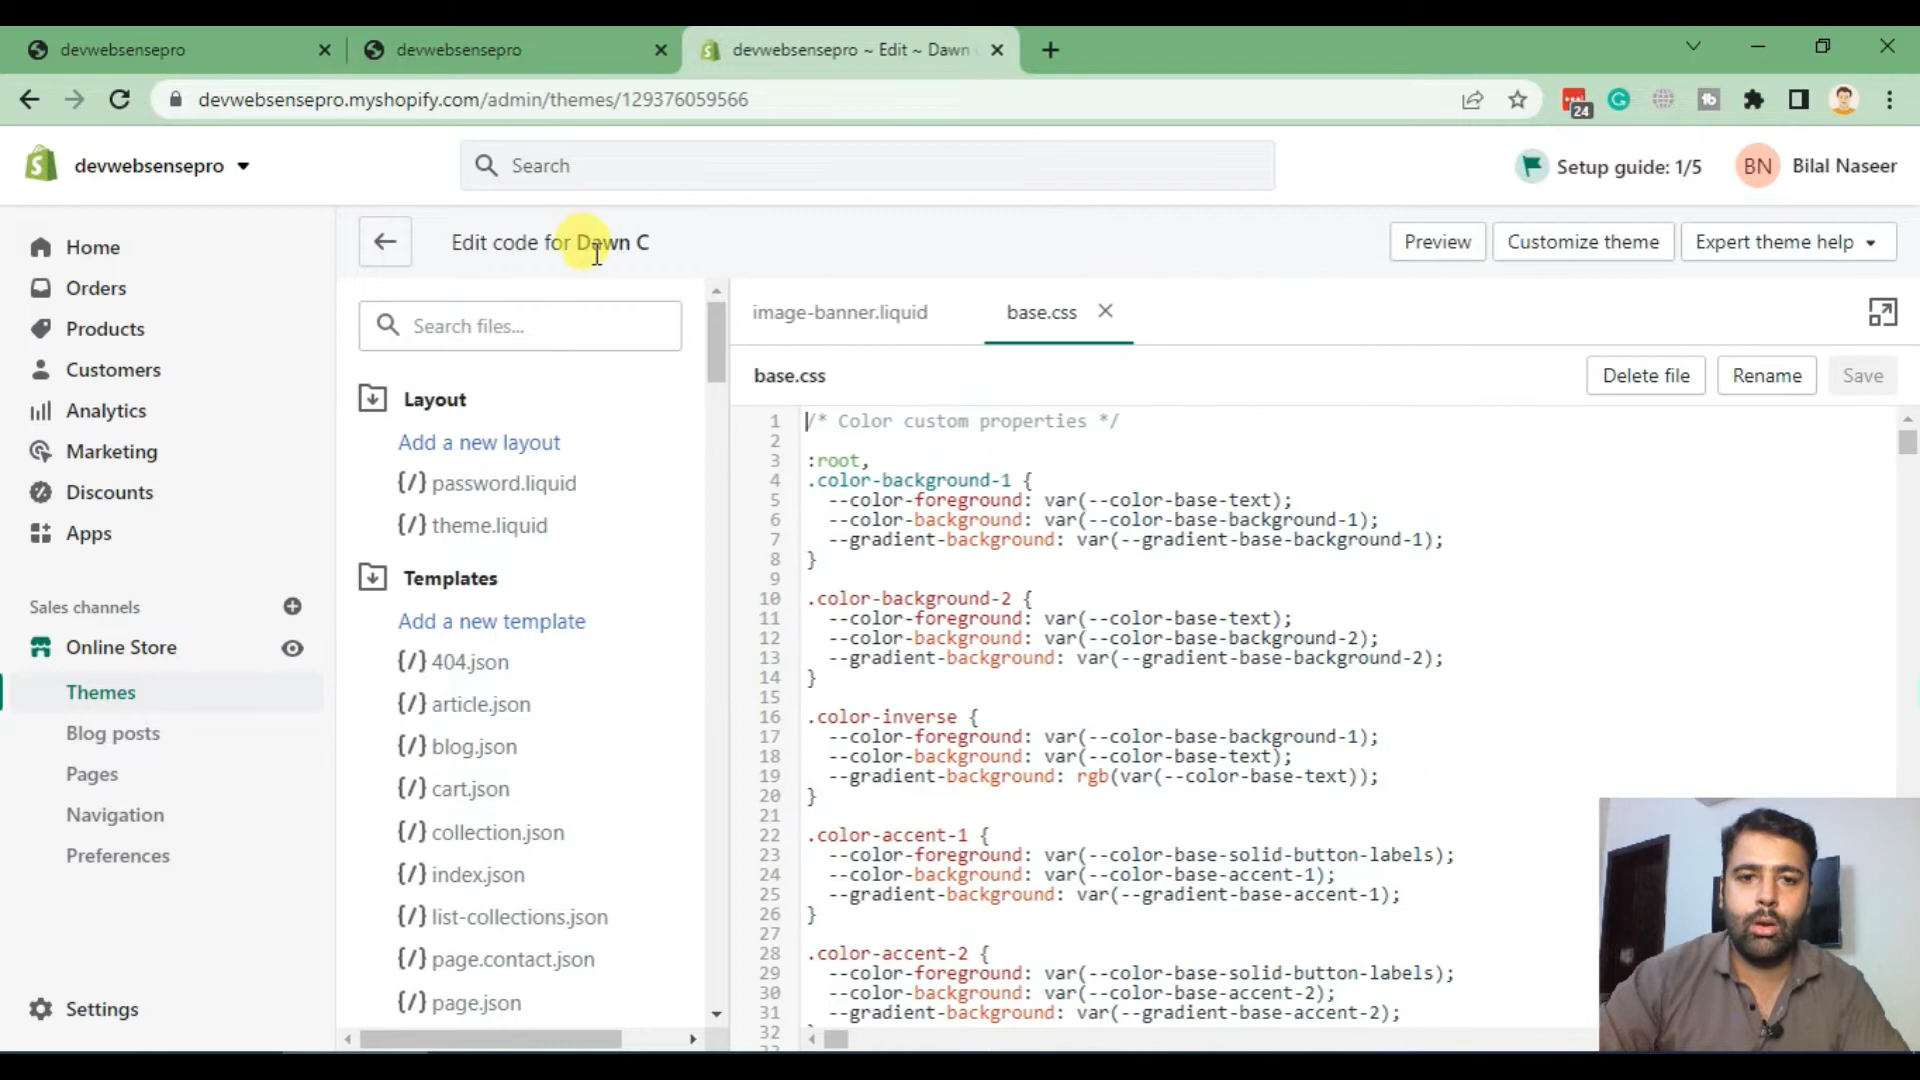 devwebsensepro
devwebsensepro
devwebsensepro ~ Edit ~ Dawn
devwebsensepro.myshopify.com/admin/themes/129376059566
24
devwebsensepro
Search
Setup guide: 1/5
BN
Bilal Naseer
Home
Orders
Products
Customers
Analytics
Marketing
Discounts
Apps
Sales channels
Online Store
Themes
Blog posts
Pages
Navigation
Preferences
Settings
Edit code for Dawn C
Preview
Customize theme
Expert theme help
Search files...
Layout
Add a new layout
{/} password.liquid
{/} theme.liquid
Templates
Add a new template
{/} 404.json
{/} article.json
{/} blog.json
{/} cart.json
{/} collection.json
{/} index.json
{/} list-collections.json
{/} page.contact.json
{/} page.json
image-banner.liquid
base.css
base.css
Delete file
Rename
Save
1 /* Color custom properties */
2
3 :root,
4 .color-background-1 {
5 --color-foreground: var(--color-base-text);
6 --color-background: var(--color-base-background-1);
7 --gradient-background: var(--gradient-base-background-1);
8 }
9
10 .color-background-2 {
11 --color-foreground: var(--color-base-text);
12 --color-background: var(--color-base-background-2);
13 --gradient-background: var(--gradient-base-background-2);
14 }
15
16 .color-inverse {
17 --color-foreground: var(--color-base-background-1);
18 --color-background: var(--color-base-text);
19 --gradient-background: rgb(var(--color-base-text));
20 }
21
22 .color-accent-1 {
23 --color-foreground: var(--color-base-solid-button-labels);
24 --color-background: var(--color-base-accent-1);
25 --gradient-background: var(--gradient-base-accent-1);
26 }
27
28 .color-accent-2 {
29 --color-foreground: var(--color-base-solid-button-labels);
30 --color-background: var(--color-base-accent-2);
31 --gradient-background: var(--gradient-base-accent-2);
32